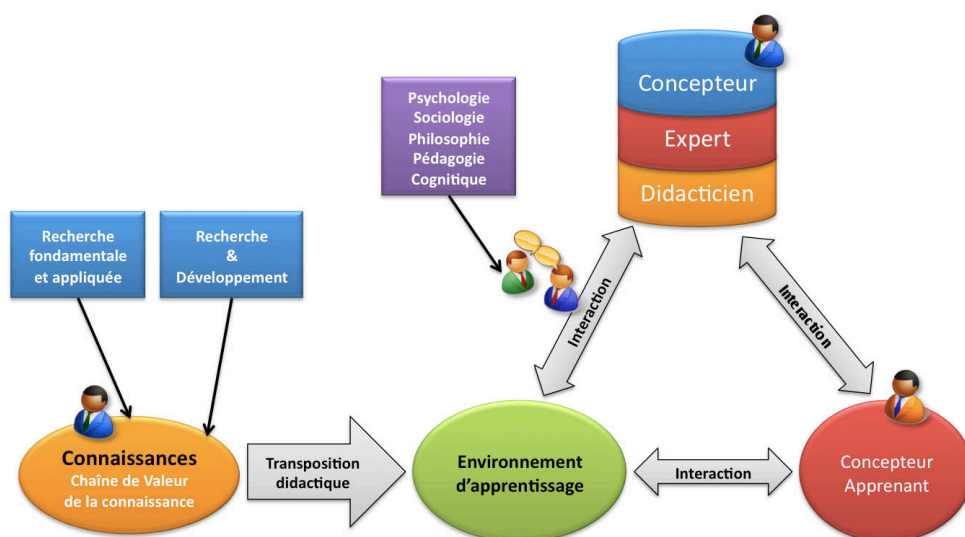 Concepteur
Expert
Didacticien
Psychologie
Sociologie
Philosophie
Pédagogie
Cognitique
Recherche
fondamentale
et appliquée
Recherche
&
Développement
Interaction
Interaction
Connaissances
Chaîne de Valeur
de la connaissance
Transposition
didactique
Environnement
d'apprentissage
Interaction
Concepteur
Apprenant